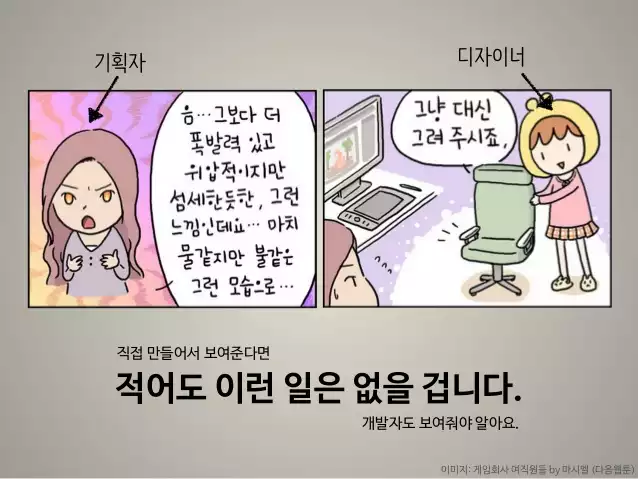 기획자
디자이너
음…그보다 더
폭발력 있고
위압적이지만
섬세한듯한, 그런
느낌인데요… 마치
물같지만 불같은
그런 모습으로…
그냥 대신
그려 주시죠.
직접 만들어서 보여준다면
적어도 이런 일은 없을 겁니다.
개발자도 보여줘야 알아요.
이미지: 게임회사 여직원들 by 마시멜 (다음웹툰)